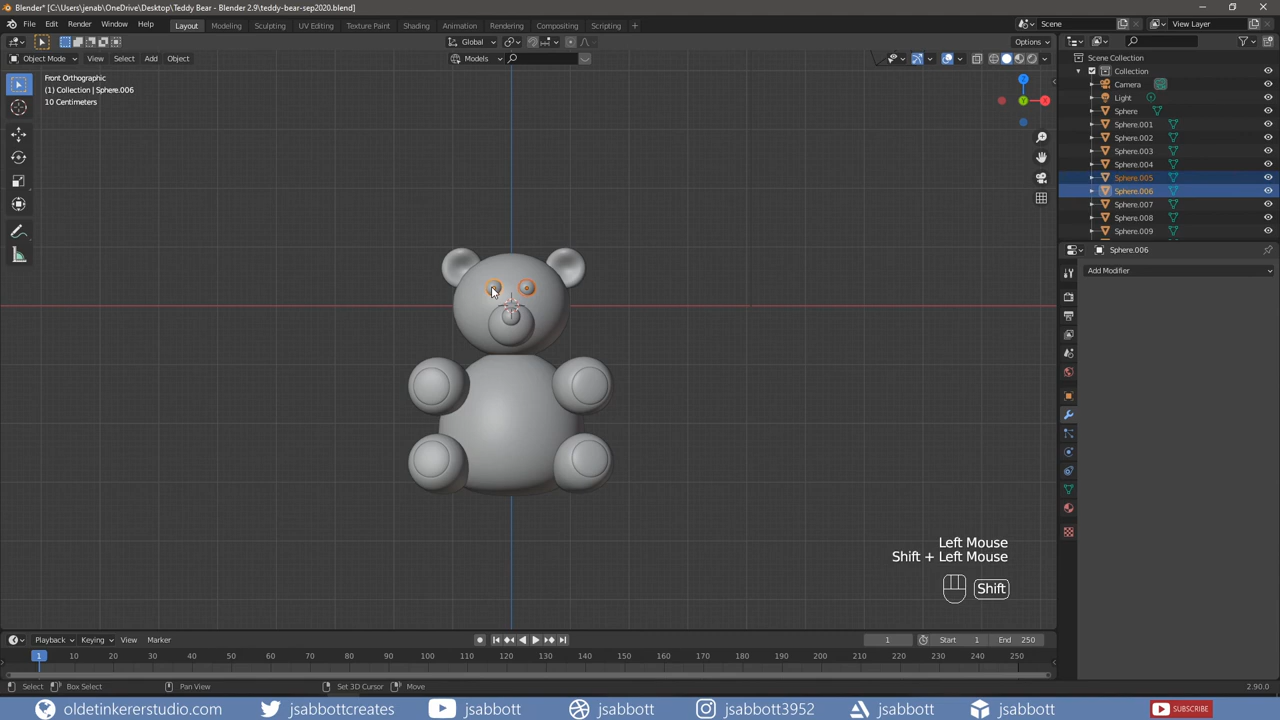 Blender* [C:\Users\jenab\OneDrive\Desktop\Teddy Bear - Blender 2.9\teddy-bear-sep2020.blend]
File Edit Render Window Help Layout Modeling Sculpting UV Editing Texture Paint Shading Animation Rendering Compositing Scripting + Scene View Layer
Global Options
Object Mode View Select Add Object Models
Front Orthographic
(1) Collection | Sphere.006
10 Centimeters
Z
X
Y
Scene Collection
Collection
Camera
Light
Sphere
Sphere.001
Sphere.002
Sphere.003
Sphere.004
Sphere.005
Sphere.006
Sphere.007
Sphere.008
Sphere.009
Sphere.006
Add Modifier
Left Mouse
Shift + Left Mouse
Shift
Playback Keying View Marker 1 Start 1 End 250
1 10 20 30 40 50 60 70 80 90 100 110 120 130 140 150 160 170 180 190 200 210 220 230 240 250
Select Box Select Pan View Set 3D Cursor Move 2.90.0
oldetinkererstudio.com jsabbottcreates jsabbott jsabbott jsabbott3952 jsabbott jsabbott SUBSCRIBE